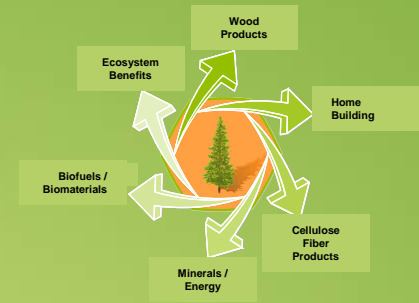 Wood
Products
Home
Building
Cellulose
Fiber
Products
Minerals /
Energy
Biofuels /
Biomaterials
Ecosystem
Benefits